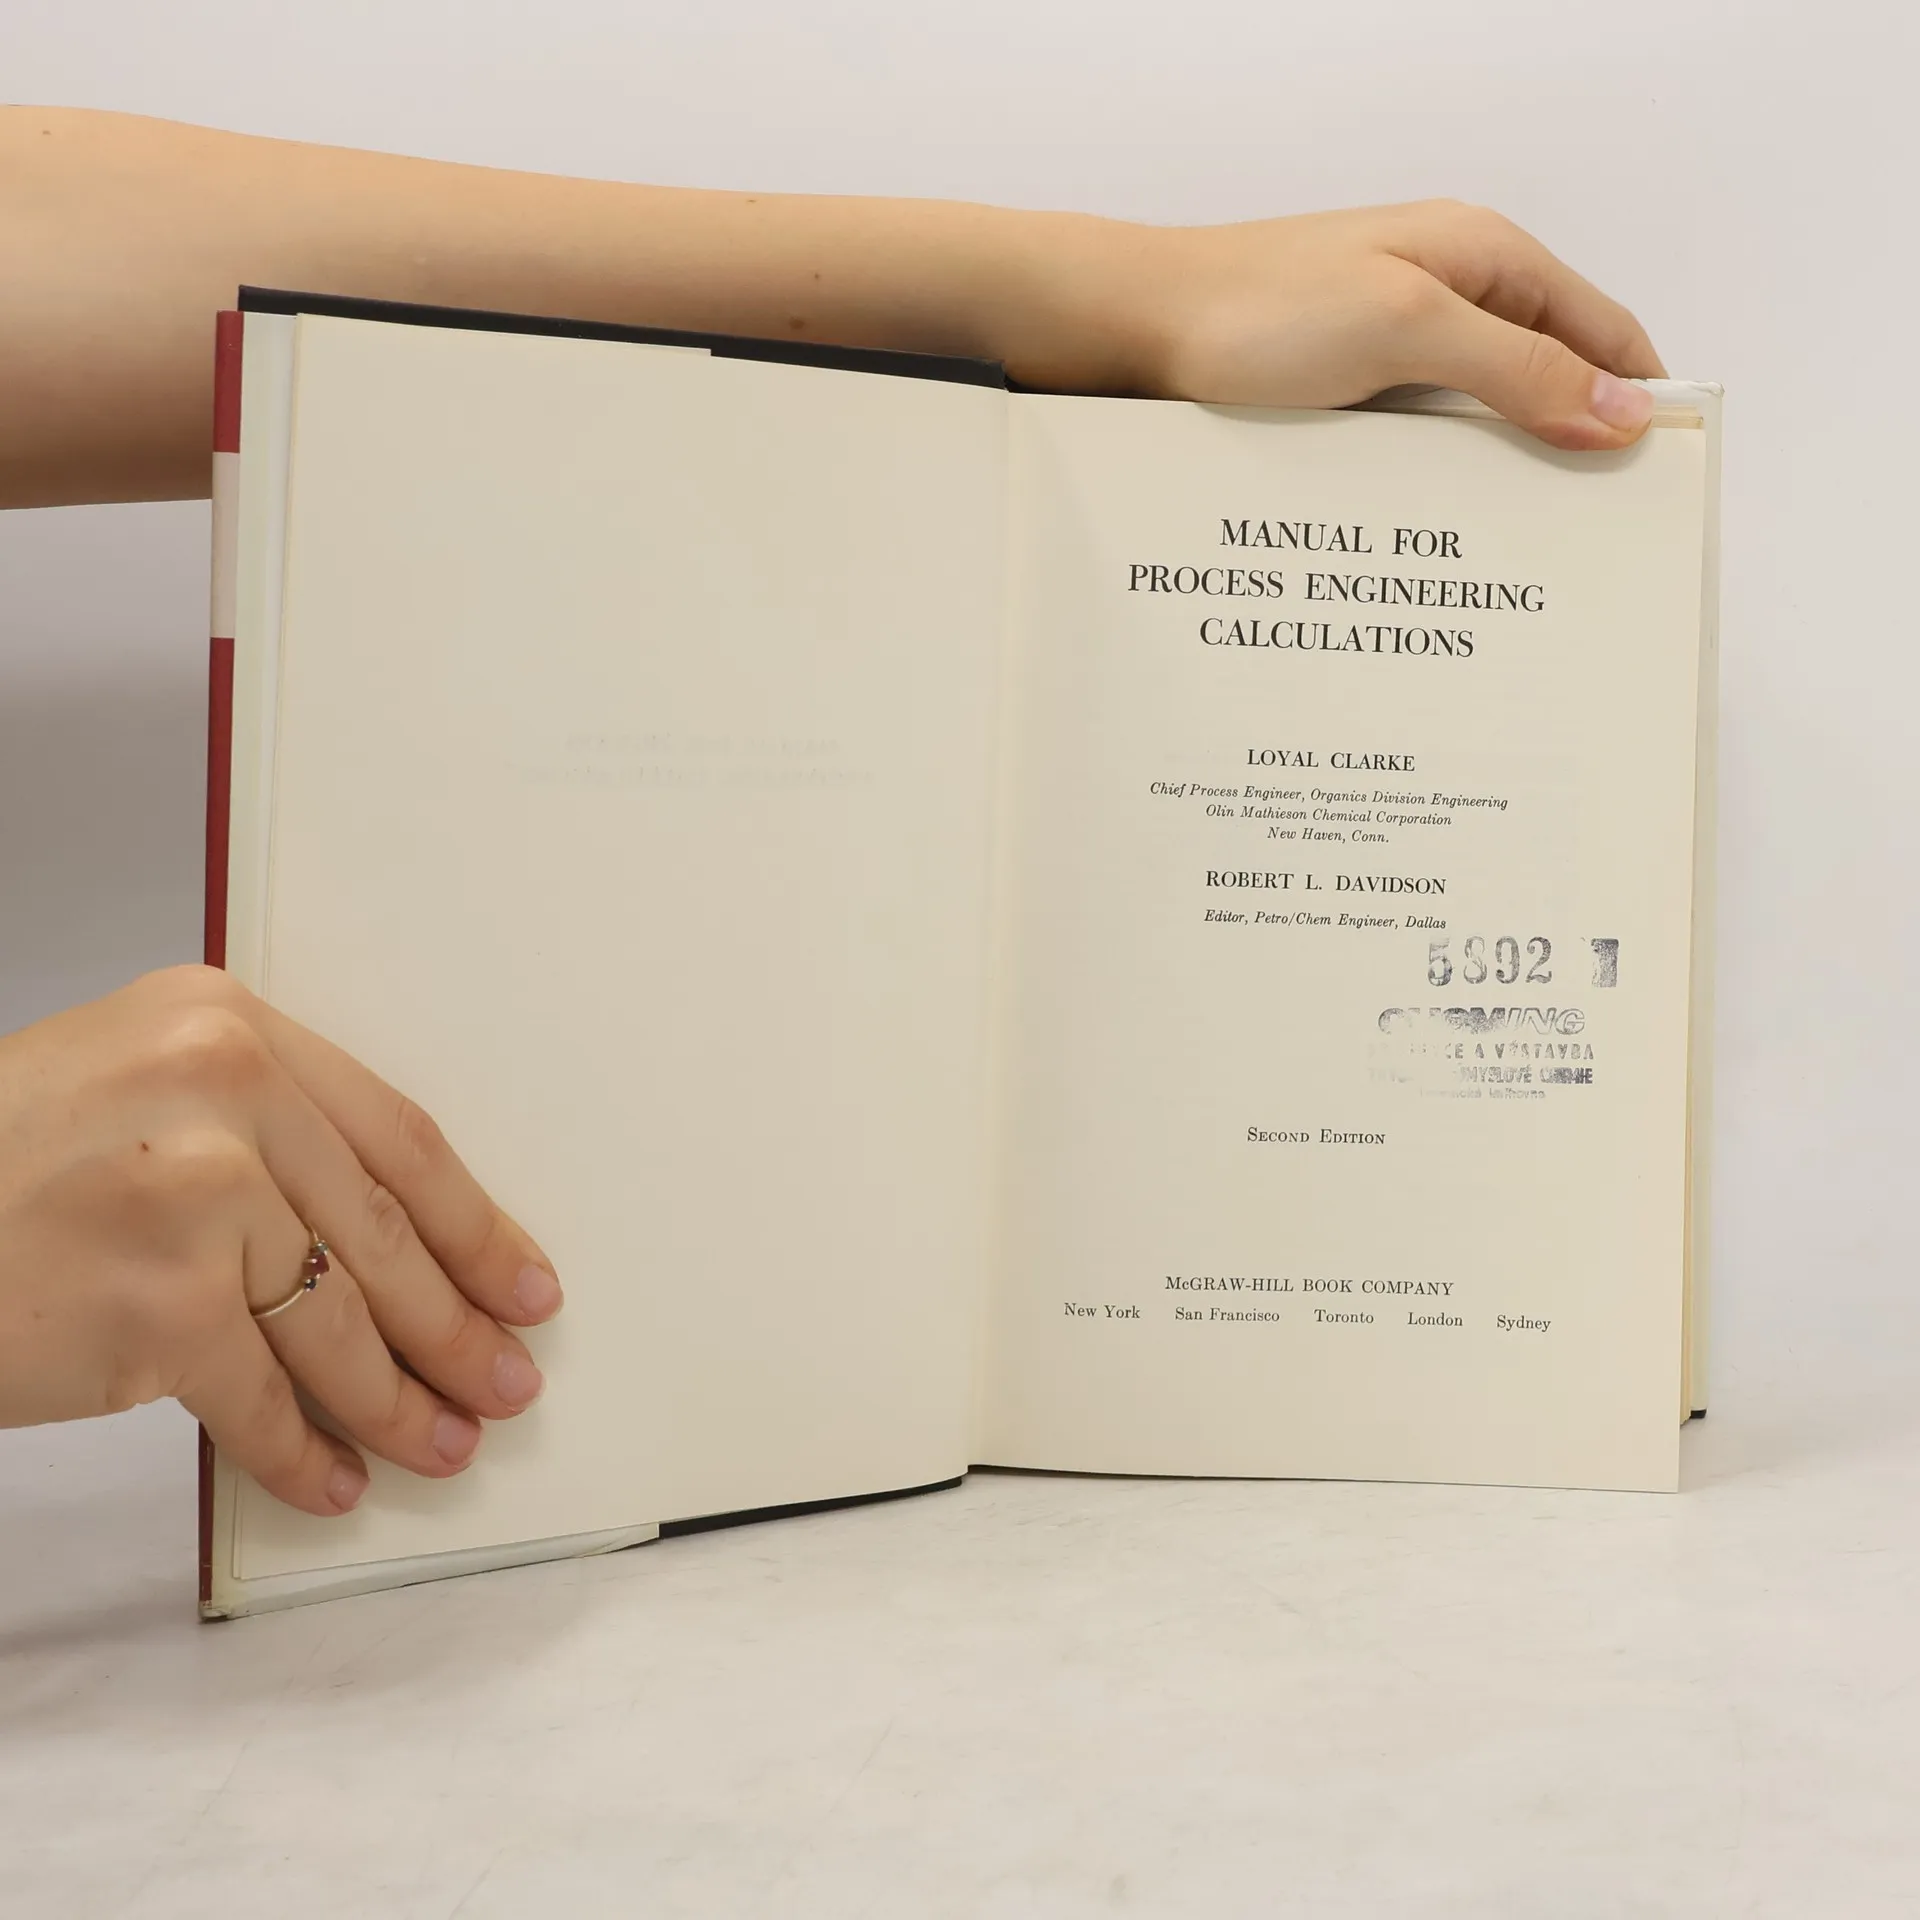 MANUAL FOR
PROCESS ENGINEERING
CALCULATIONS
LOYAL CLARKE
Chief Process Engineer, Organics Division Engineering
Olin Mathieson Chemical Corporation
New Haven, Conn.
ROBERT L. DAVIDSON
Editor, Petro/Chem Engineer, Dallas
5892 1
A VÝSTAVBA
SECOND EDITION
McGRAW-HILL BOOK COMPANY
New York San Francisco Toronto London Sydney